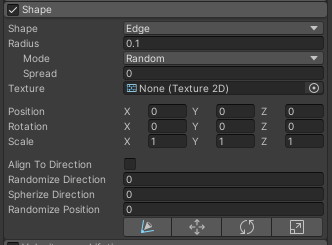 Shape
Shape Edge
Radius 0.1
Mode Random
Spread 0
Texture None (Texture 2D)
Position X 0 Y 0 Z 0
Rotation X 0 Y 0 Z 0
Scale X 1 Y 1 Z 1
Align To Direction
Randomize Direction 0
Spherize Direction 0
Randomize Position 0